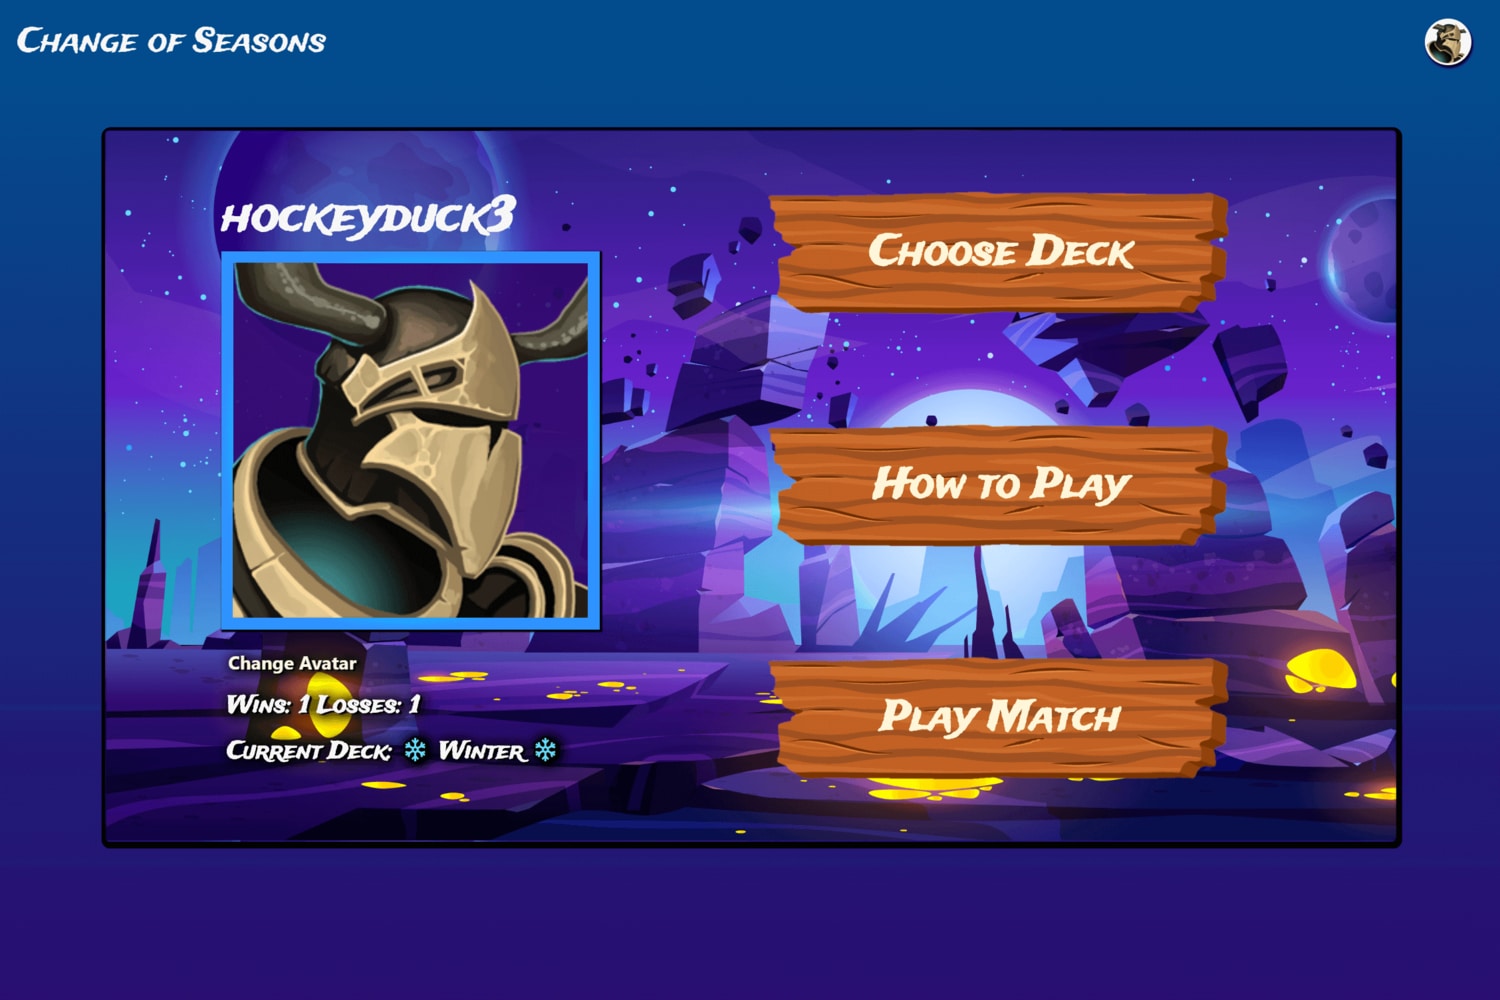 Change of Seasons
hockeyduck3
Choose Deck
How to Play
Play Match
Change Avatar
Wins: 1 Losses: 1
Current Deck: ❄ Winter ❄